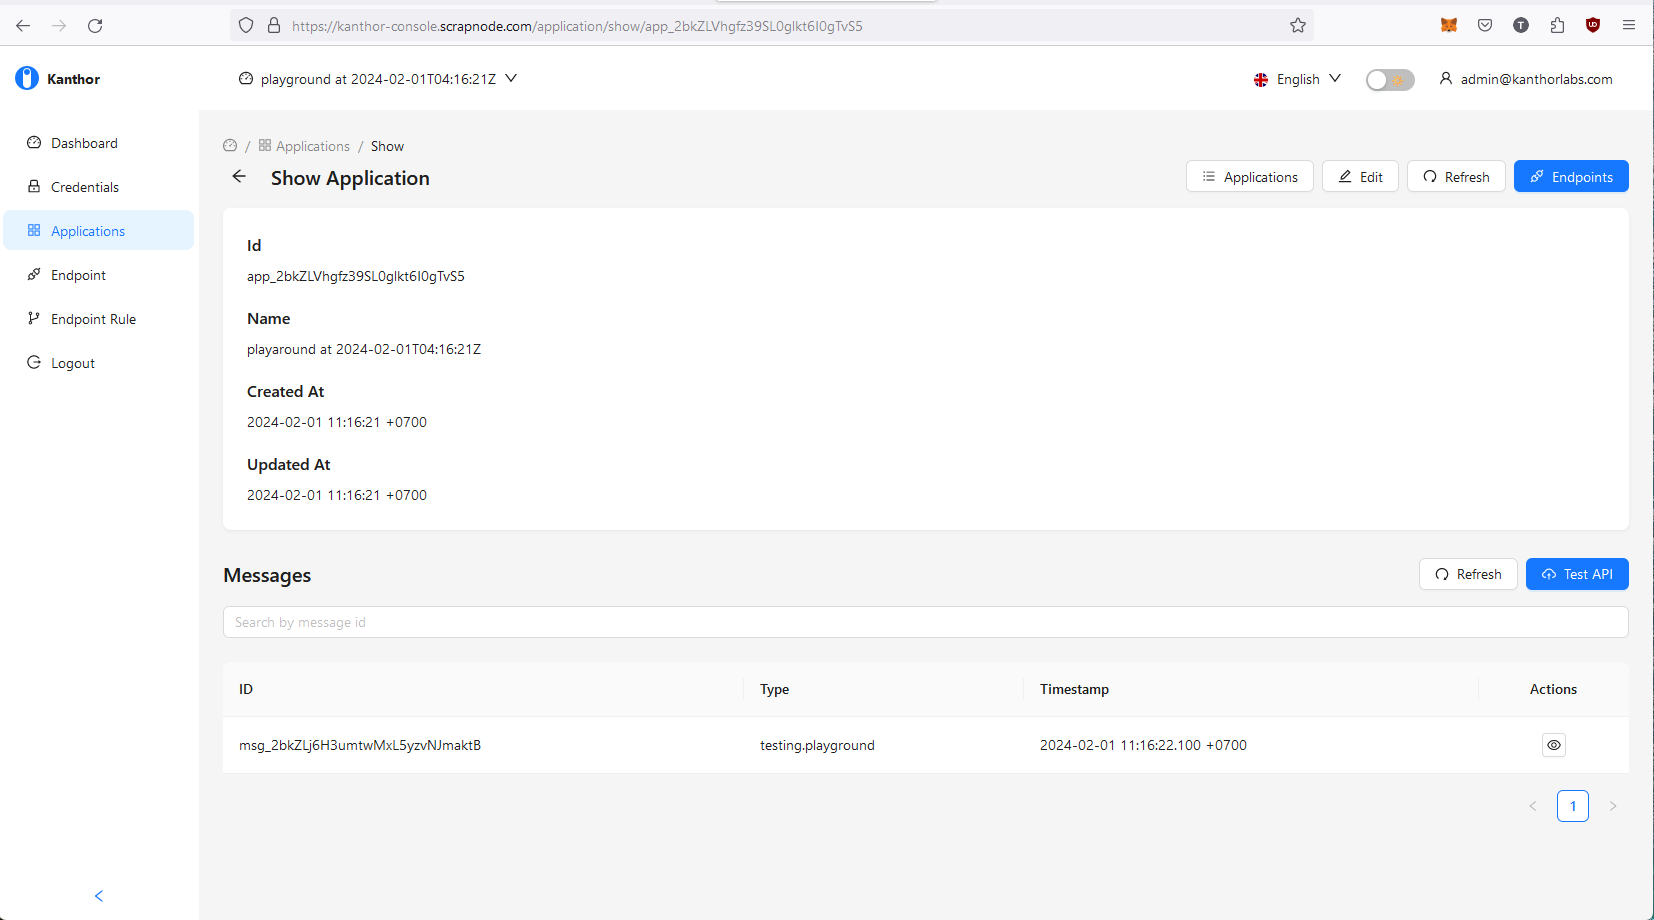 https://kanthor-console.scrapnode.com/application/show/app_2bkZLVhgfz39SL0glkt6I0gTvS5
T
Kanthor
playground at 2024-02-01T04:16:21Z
English
admin@kanthorlabs.com
Dashboard
Credentials
Applications
Endpoint
Endpoint Rule
Logout
/ Applications / Show
Show Application
Applications
Edit
Refresh
Endpoints
Id
app_2bkZLVhgfz39SL0glkt6I0gTvS5
Name
playaround at 2024-02-01T04:16:21Z
Created At
2024-02-01 11:16:21 +0700
Updated At
2024-02-01 11:16:21 +0700
Messages
Refresh
Test API
Search by message id
ID
Type
Timestamp
Actions
msg_2bkZLj6H3umtwMxL5yzvNJmaktB
testing.playground
2024-02-01 11:16:22.100 +0700
1